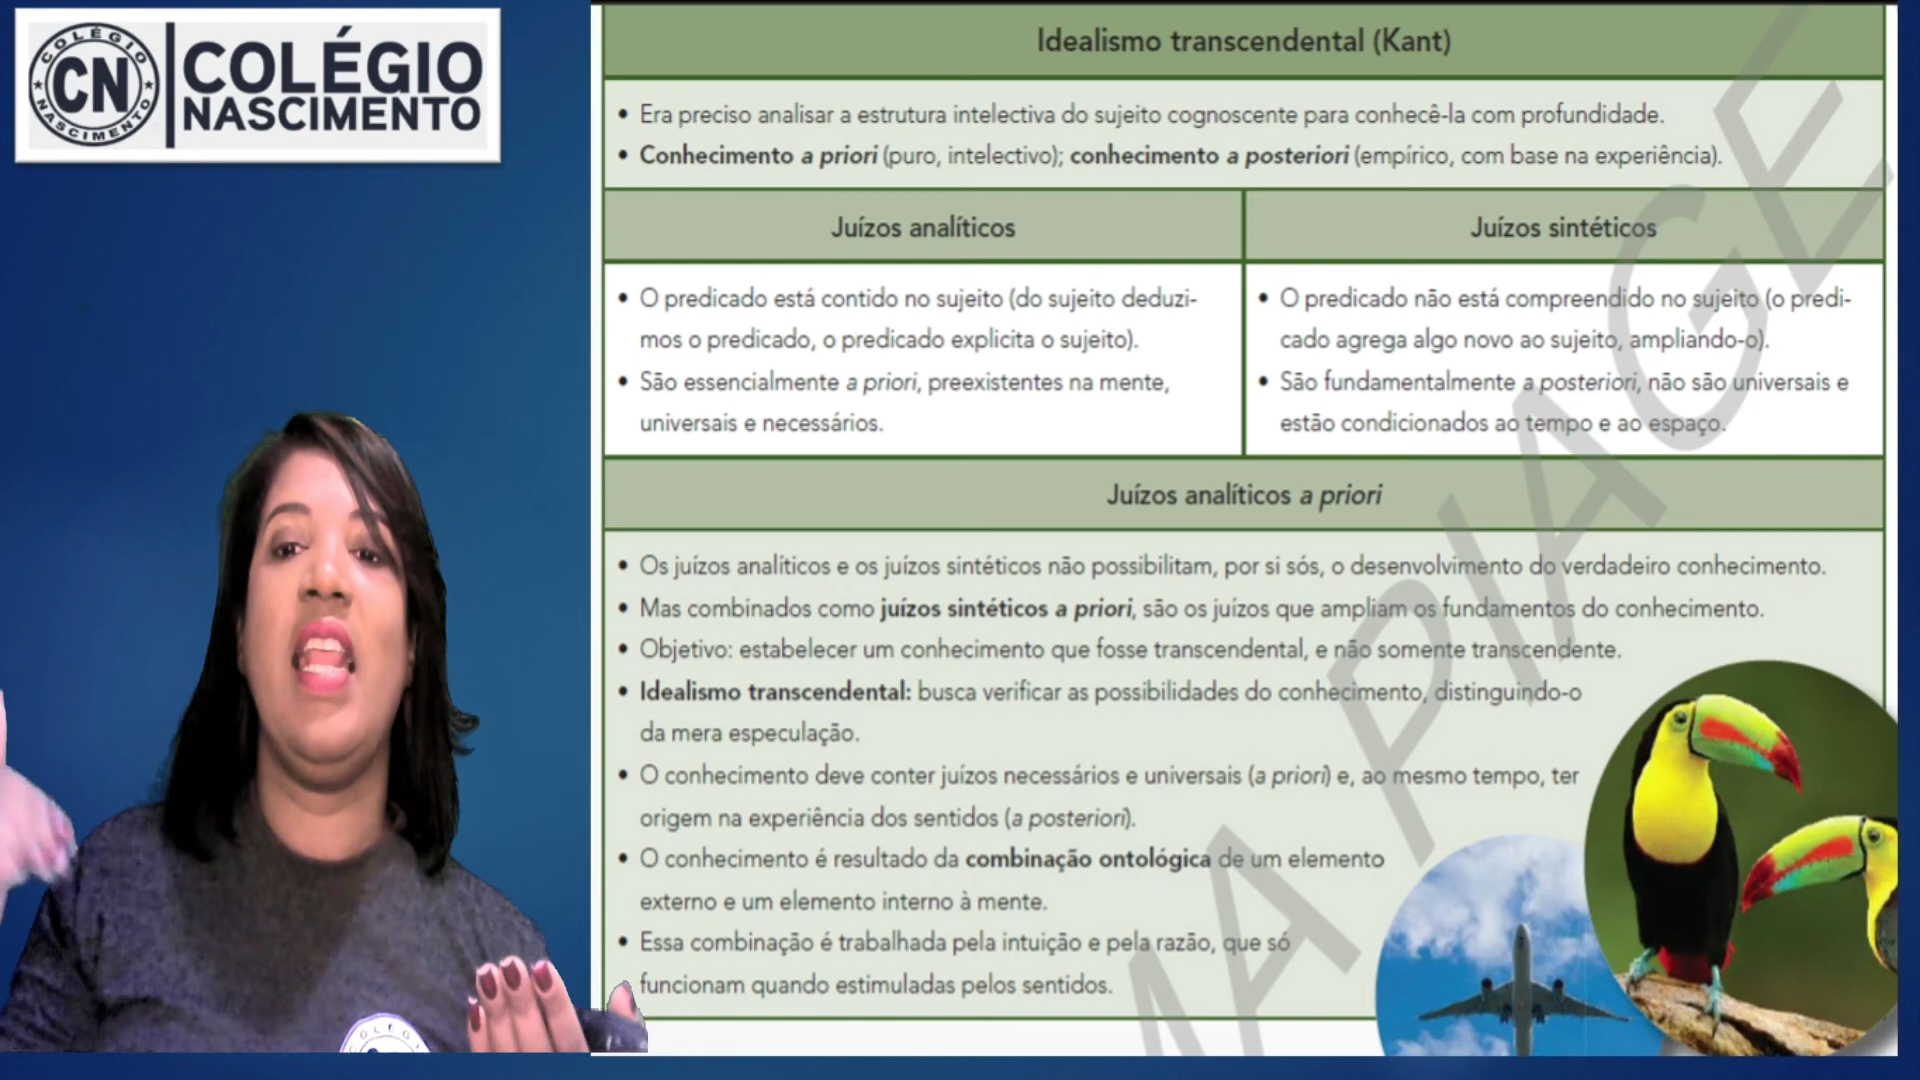 COLÉGIO
CN
NASCIMENTO
COLÉGIO
NASCIMENTO
Idealismo transcendental (Kant)
• Era preciso analisar a estrutura intelectiva do sujeito cognoscente para conhecê-la com profundidade.
• Conhecimento a priori (puro, intelectivo); conhecimento a posteriori (empírico, com base na experiência).
Juízos analíticos
• O predicado está contido no sujeito (do sujeito deduzi-
mos o predicado, o predicado explicita o sujeito).
• São essencialmente a priori, preexistentes na mente,
universais e necessários.
Juízos sintéticos
• O predicado não está compreendido no sujeito (o predi-
cado agrega algo novo ao sujeito, ampliando-o).
• São fundamentalmente a posteriori, não são universais e
estão condicionados ao tempo e ao espaço.
Juízos analíticos a priori
• Os juízos analíticos e os juízos sintéticos não possibilitam, por si sós, o desenvolvimento do verdadeiro conhecimento.
• Mas combinados como juízos sintéticos a priori, são os juízos que ampliam os fundamentos do conhecimento.
• Objetivo: estabelecer um conhecimento que fosse transcendental, e não somente transcendente.
• Idealismo transcendental: busca verificar as possibilidades do conhecimento, distinguindo-o
da mera especulação.
• O conhecimento deve conter juízos necessários e universais (a priori) e, ao mesmo tempo, ter
origem na experiência dos sentidos (a posteriori).
• O conhecimento é resultado da combinação ontológica de um elemento
externo e um elemento interno à mente.
• Essa combinação é trabalhada pela intuição e pela razão, que só
funcionam quando estimuladas pelos sentidos.
MA PIAGE